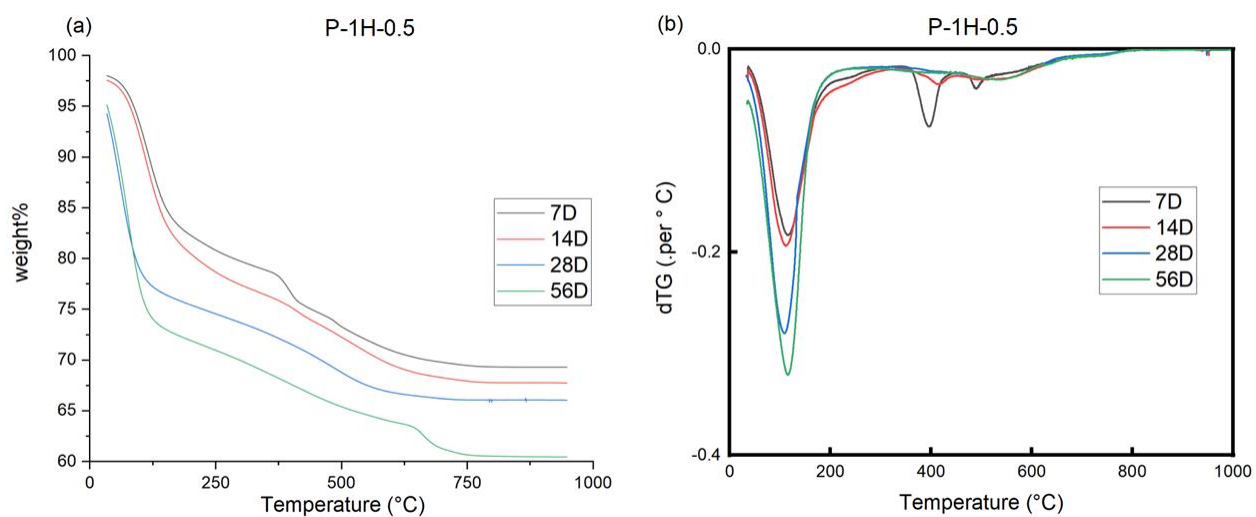 (a)
P-1H-0.5
100
95
90
85
80
75
70
65
60
weight%
7D
14D
28D
56D
0
250
500
750
1000
Temperature (°C)
(b)
P-1H-0.5
0.0
-0.2
-0.4
dTG (.per ° C)
7D
14D
28D
56D
0
200
400
600
800
1000
Temperature (°C)